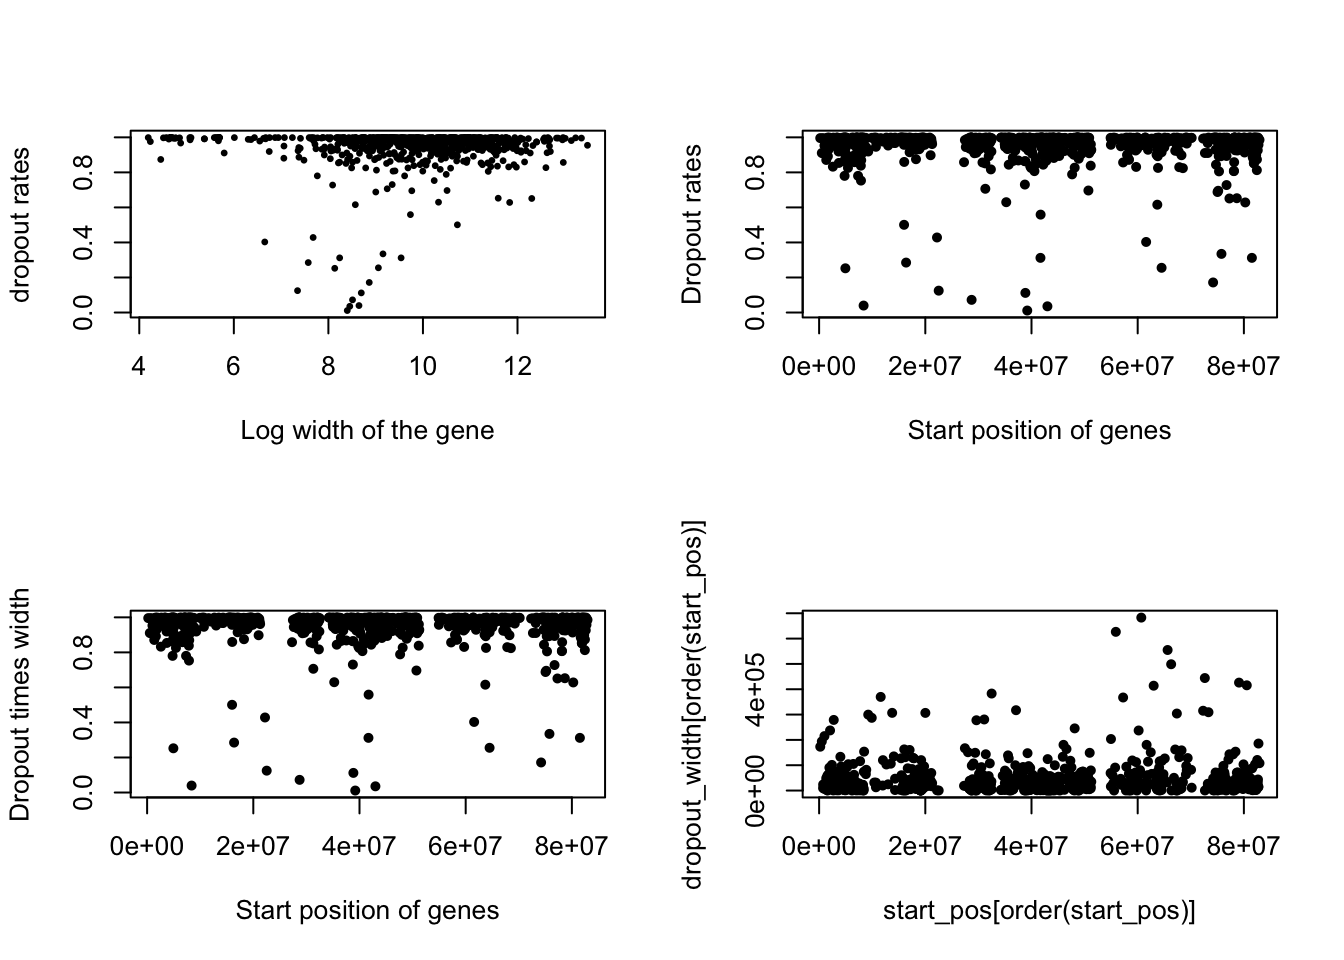 dropout rates
0.0 0.4 0.8
4 6 8 10 12
Log width of the gene
Dropout rates
0.0 0.4 0.8
0e+00 2e+07 4e+07 6e+07 8e+07
Start position of genes
Dropout times width
0.0 0.4 0.8
0e+00 2e+07 4e+07 6e+07 8e+07
Start position of genes
dropout_width[order(start_pos)]
0e+00 4e+05
0e+00 2e+07 4e+07 6e+07 8e+07
start_pos[order(start_pos)]